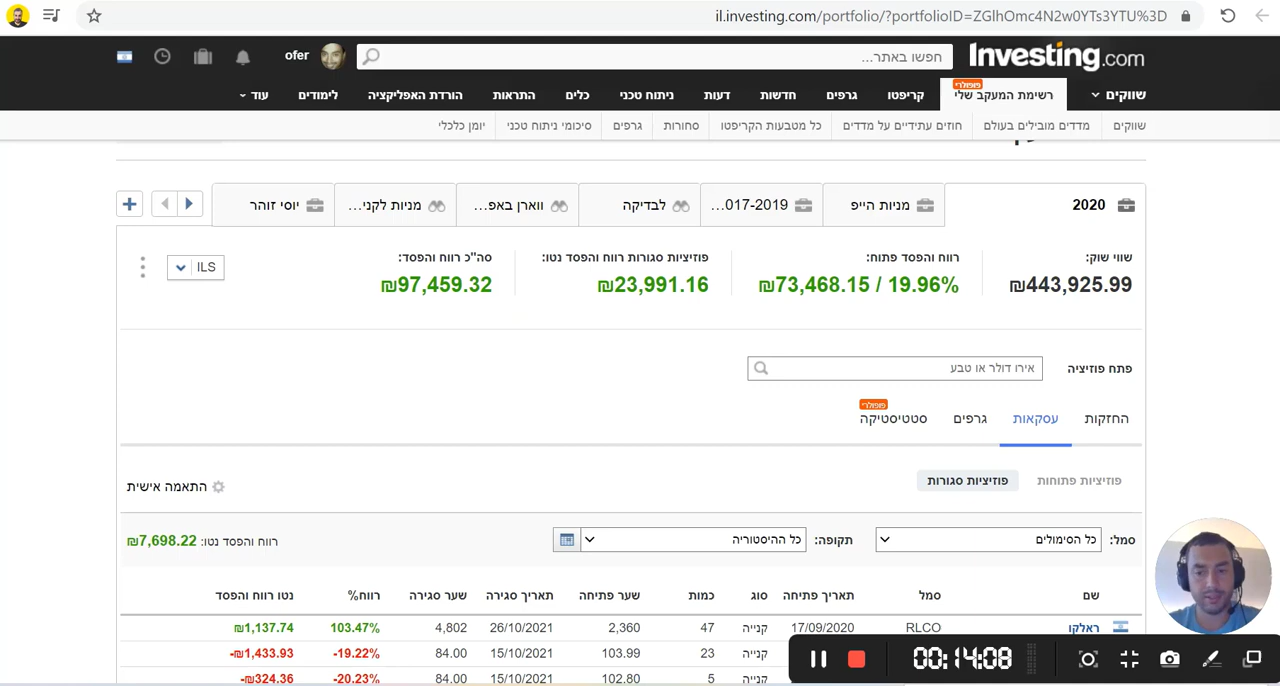 il.investing.com/portfolio/?portfolioID=ZGlhOmc4N2w0YTs3YTU%3D
Investing.com
חפשו באתר...
ofer
שווקים
רשימת המעקב שלי
פופולרי
קריפטו
גרפים
חדשות
דעות
ניתוח טכני
כלים
התראות
הורדת האפליקציה
לימודים
עוד
שווקים
מדדים מובילים בעולם
חוזים עתידיים על מדדים
כל מטבעות הקריפטו
סחורות
גרפים
סיכומי ניתוח טכני
יומן כלכלי
2020
מניות הייפ
2017-2019...
לבדיקה
ווארן באפ...
מניות לקני...
יוסי זוהר
שווי שוק:
₪443,925.99
רווח והפסד פתוח:
₪73,468.15 / 19.96%
פוזיציות סגורות רווח והפסד נטו:
₪23,991.16
סה"כ רווח והפסד:
₪97,459.32
ILS
פתח פוזיציה
אירו דולר או טבע
החזקות
עסקאות
גרפים
סטטיסטיקה
פופולרי
פוזיציות פתוחות
פוזיציות סגורות
התאמה אישית
סמל:
כל הסימולים
תקופה:
כל ההיסטוריה
רווח והפסד נטו: ₪7,698.22
שם סמל תאריך פתיחה סוג כמות שער פתיחה תאריך סגירה שער סגירה רווח% נטו רווח והפסד
ראלקו RLCO 17/09/2020 קנייה 47 2,360 26/10/2021 4,802 103.47% ₪1,137.74
קנייה 23 103.99 15/10/2021 84.00 -19.22% -₪1,433.93
קנייה 5 102.80 15/10/2021 84.00 -20.23% -₪324.36
00:14:08